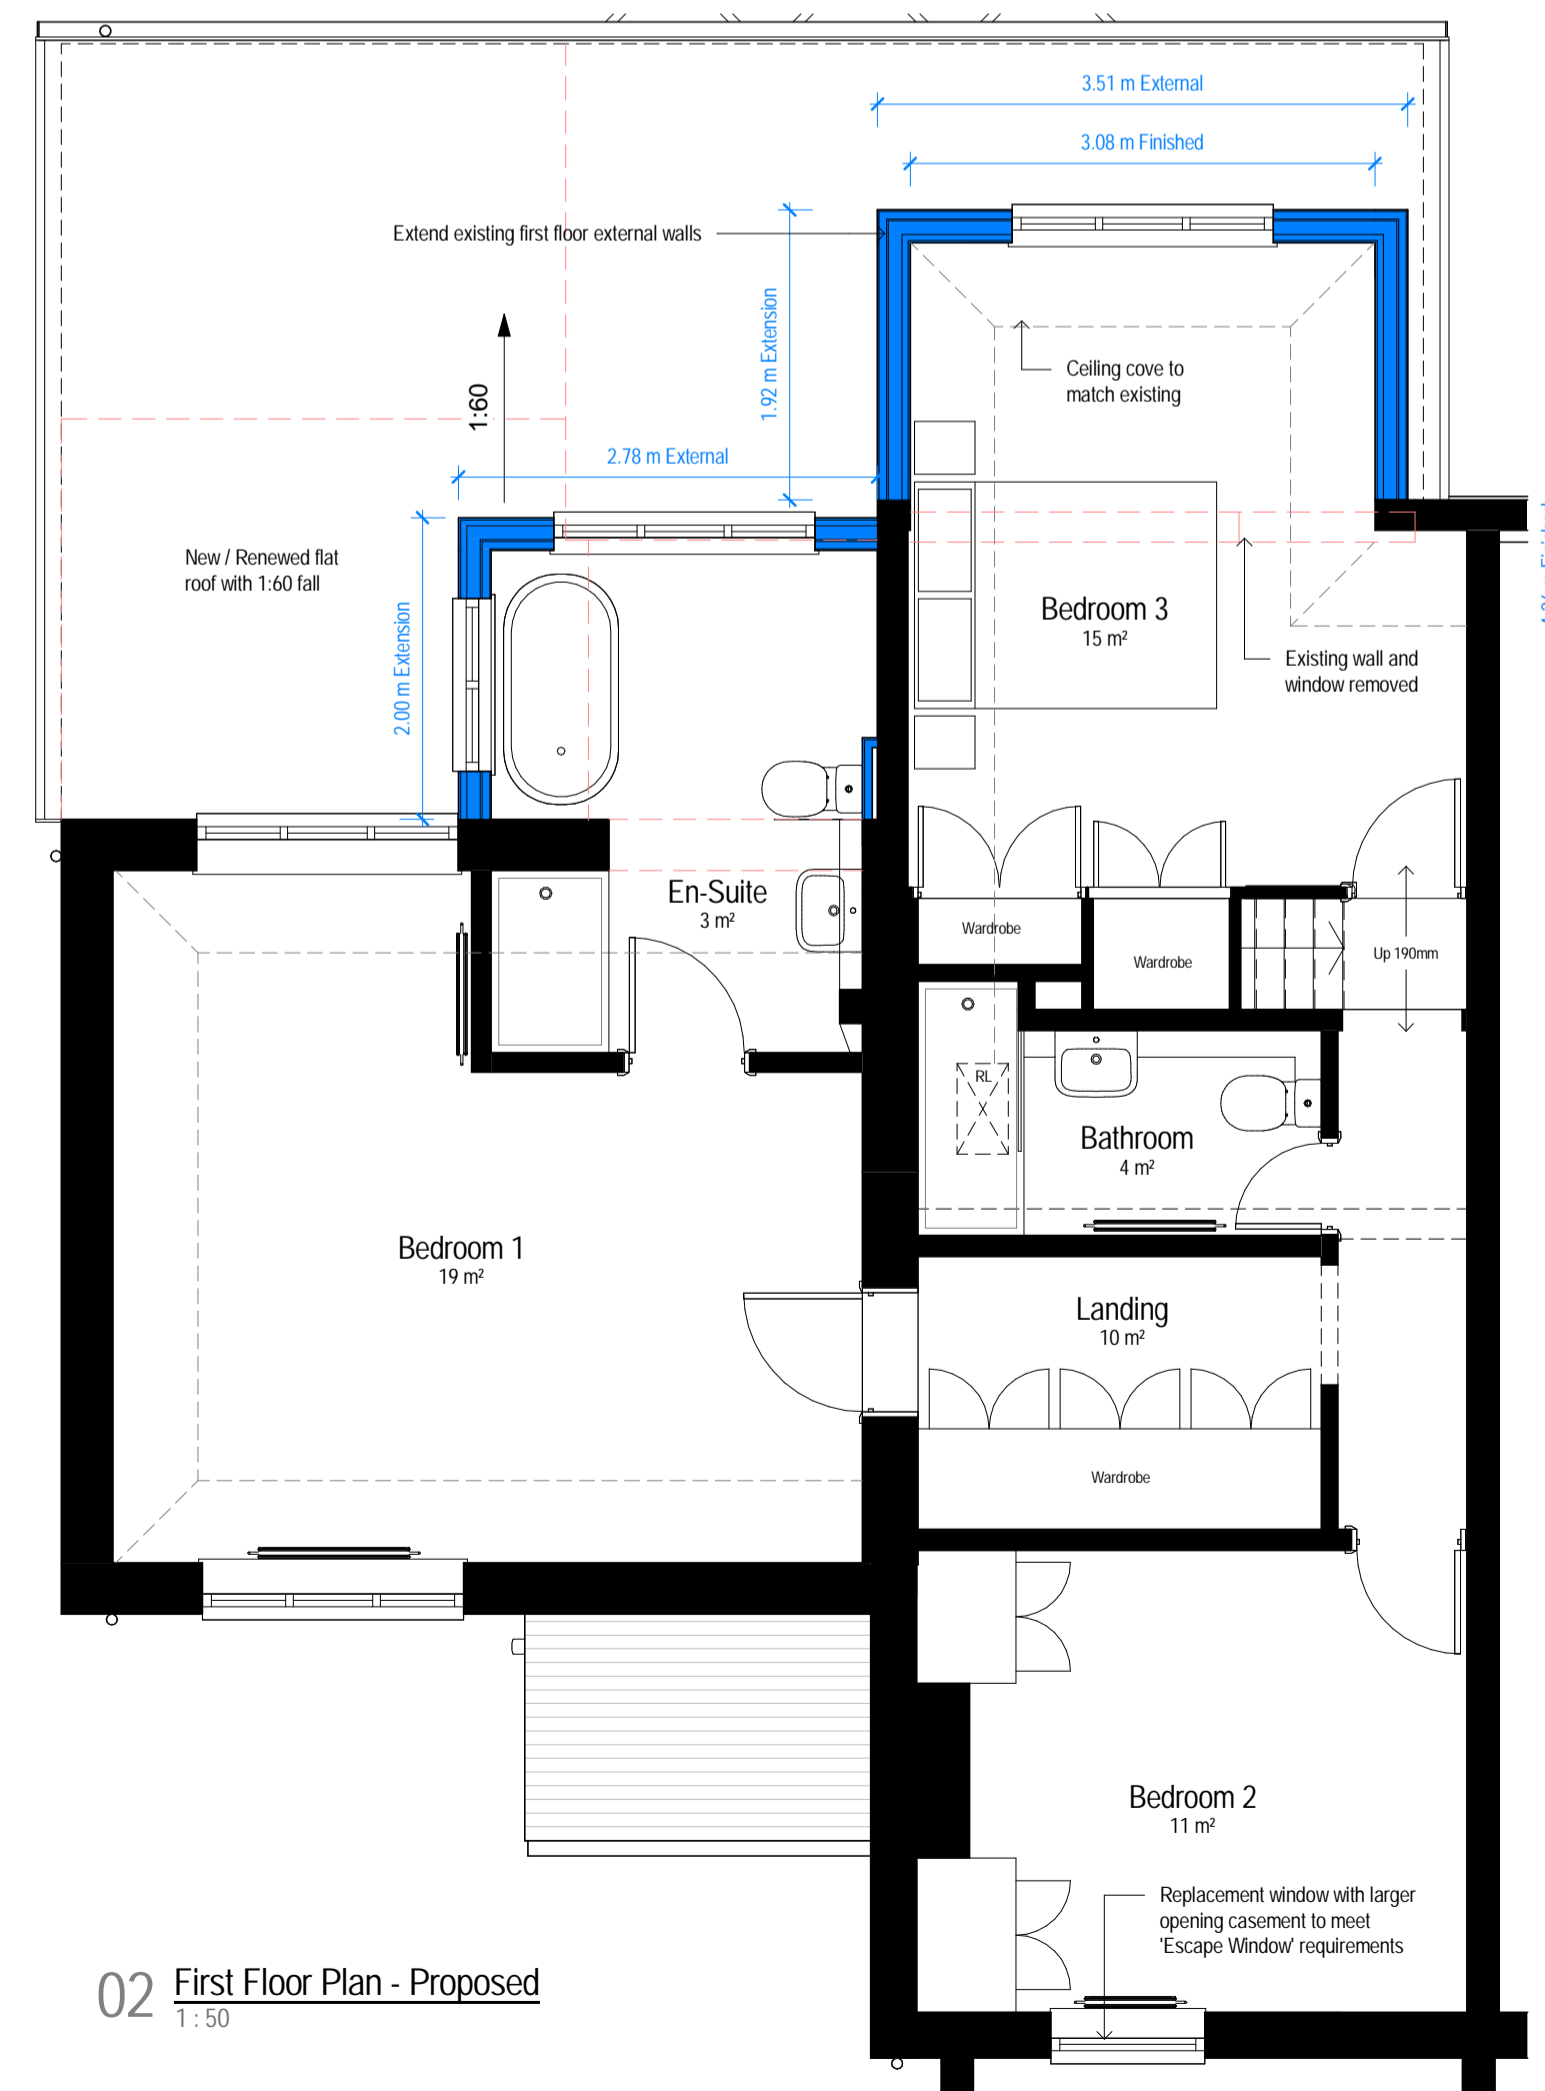 3.51 m External
3.08 m Finished
Extend existing first floor external walls
1.92 m Extension
Ceiling cove to
match existing
1:60
2.78 m External
New / Renewed flat
roof with 1:60 fall
2.00 m Extension
Bedroom 3
15 m²
Existing wall and
window removed
En-Suite
3 m²
Wardrobe
Wardrobe
Up 190mm
RL
Bathroom
4 m²
Bedroom 1
19 m²
Landing
10 m²
Wardrobe
Bedroom 2
11 m²
Replacement window with larger
opening casement to meet
'Escape Window' requirements
02 First Floor Plan - Proposed
1 : 50